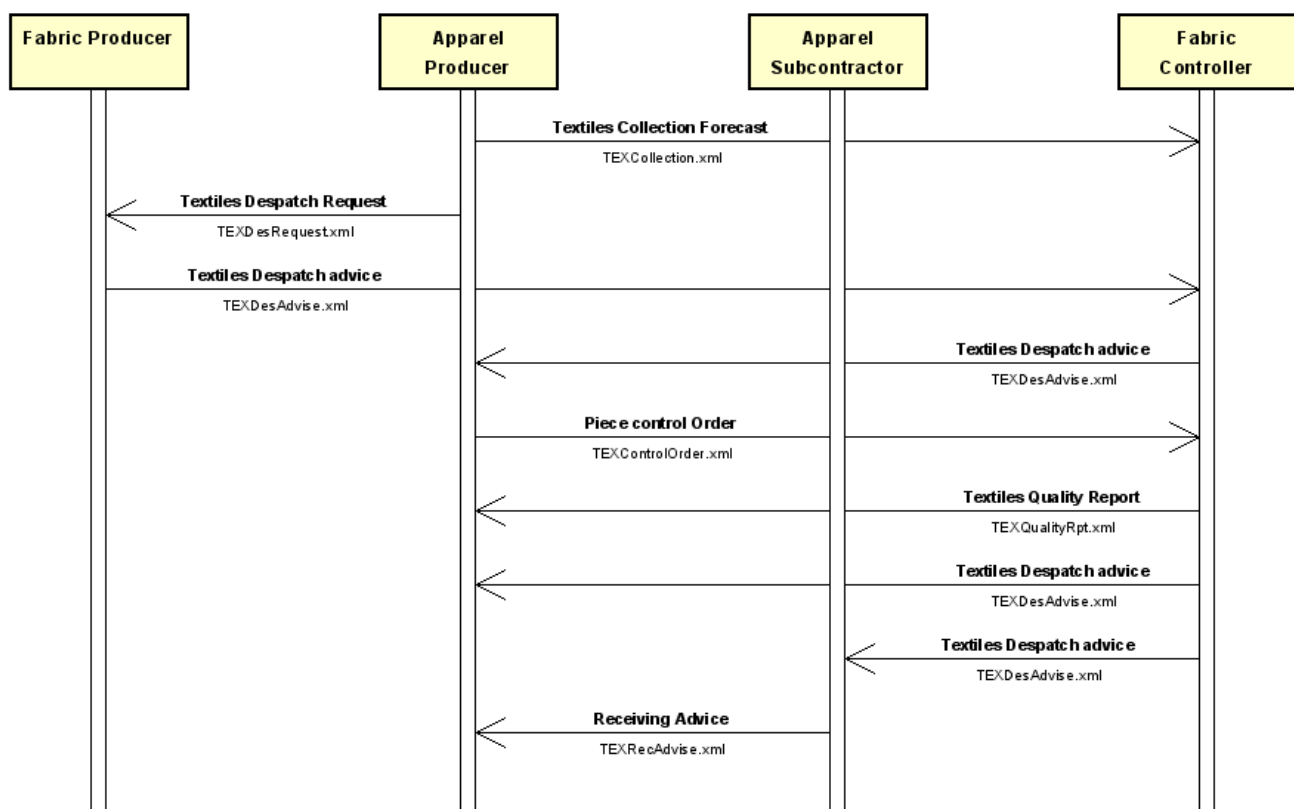 Fabric Producer
Apparel
Producer
Apparel
Subcontractor
Fabric
Controller
Textiles Collection Forecast
TEXCollection.xml
Textiles Despatch Request
TEXDesRequest.xml
Textiles Despatch advice
TEXDesAdvise.xml
Textiles Despatch advice
TEXDesAdvise.xml
Piece control Order
TEXControlOrder.xml
Textiles Quality Report
TEXQualityRpt.xml
Textiles Despatch advice
TEXDesAdvise.xml
Textiles Despatch advice
TEXDesAdvise.xml
Receiving Advice
TEXRecAdvise.xml